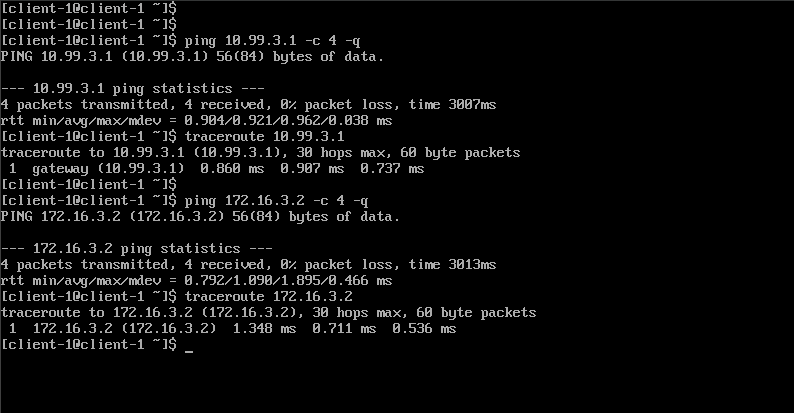 [client-1@client-1 ~]$
[client-1@client-1 ~]$
[client-1@client-1 ~]$ ping 10.99.3.1 -c 4 -q
PING 10.99.3.1 (10.99.3.1) 56(84) bytes of data.

--- 10.99.3.1 ping statistics ---
4 packets transmitted, 4 received, 0% packet loss, time 3007ms
rtt min/avg/max/mdev = 0.904/0.921/0.962/0.038 ms
[client-1@client-1 ~]$ traceroute 10.99.3.1
traceroute to 10.99.3.1 (10.99.3.1), 30 hops max, 60 byte packets
 1  gateway (10.99.3.1)  0.860 ms  0.907 ms  0.737 ms
[client-1@client-1 ~]$
[client-1@client-1 ~]$ ping 172.16.3.2 -c 4 -q
PING 172.16.3.2 (172.16.3.2) 56(84) bytes of data.

--- 172.16.3.2 ping statistics ---
4 packets transmitted, 4 received, 0% packet loss, time 3013ms
rtt min/avg/max/mdev = 0.792/1.090/1.895/0.466 ms
[client-1@client-1 ~]$ traceroute 172.16.3.2
traceroute to 172.16.3.2 (172.16.3.2), 30 hops max, 60 byte packets
 1  172.16.3.2 (172.16.3.2)  1.348 ms  0.711 ms  0.536 ms
[client-1@client-1 ~]$ _